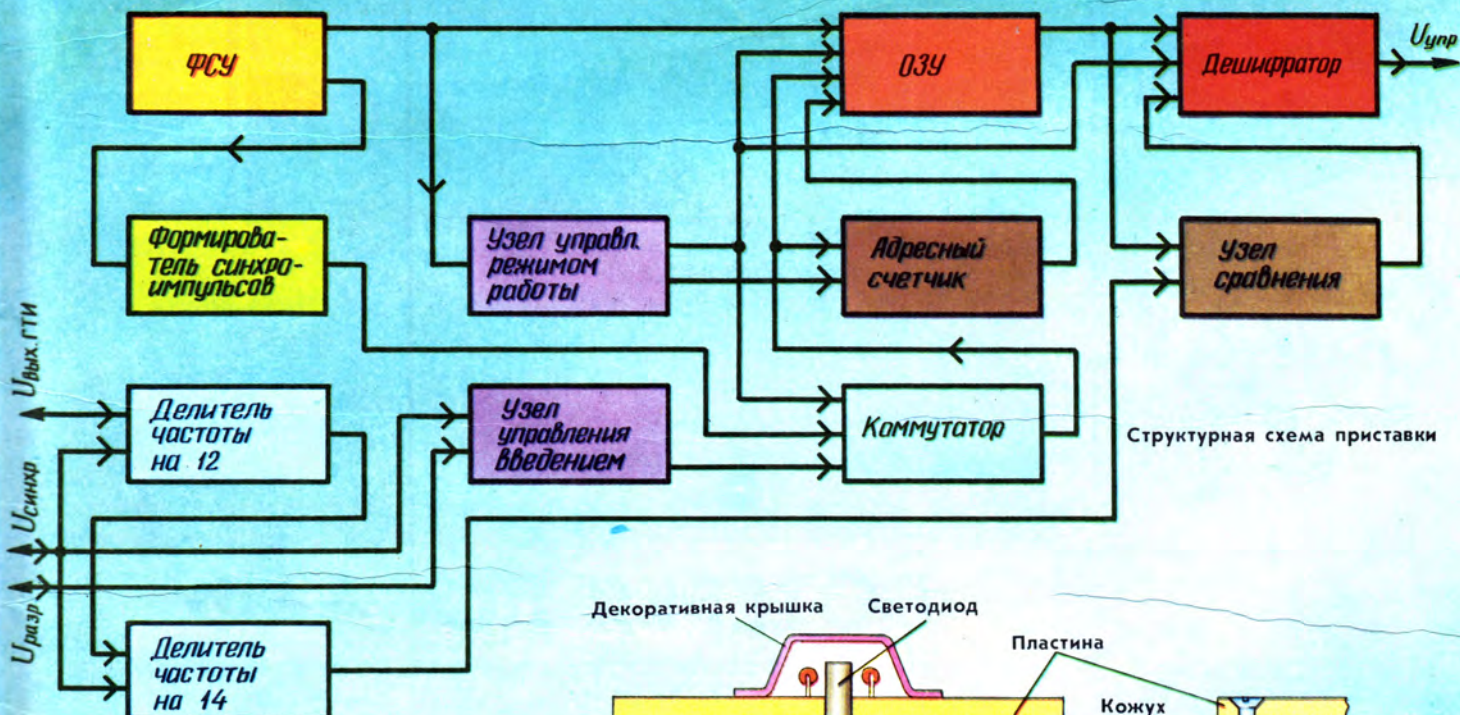 ФСУ
ОЗУ
Дешифратор
Uупр
Формирова-
тель синхро-
импульсов
Узел управл.
режимом
работы
Адресный
счетчик
Узел
сравнения
Uвых.гти
Делитель
частоты
на 12
Узел
управления
введением
Коммутатор
Структурная схема приставки
Uсинхр
Uразр
Делитель
частоты
на 14
Декоративная крышка
Светодиод
Пластина
Кожух